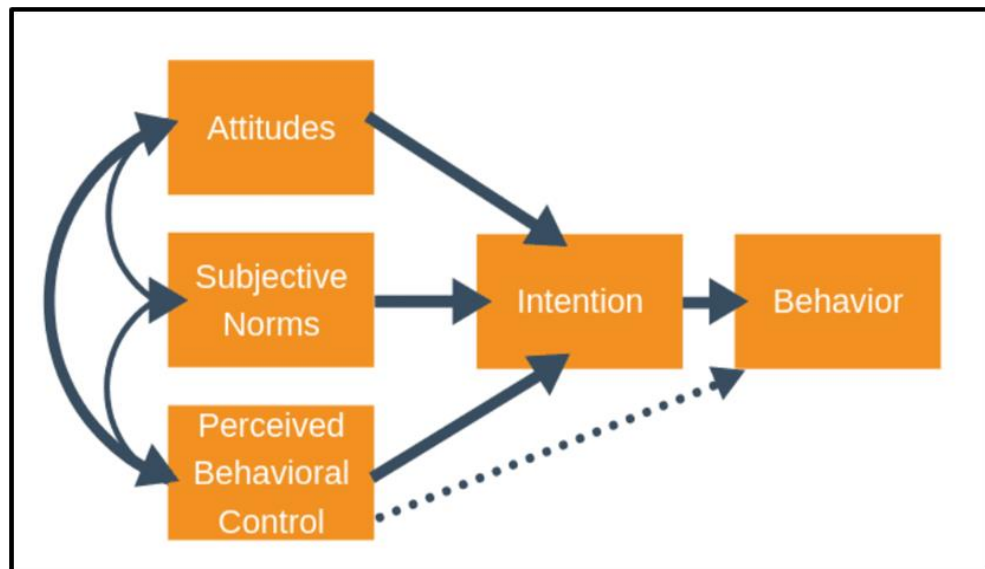 Attitudes
Subjective
Norms
Perceived
Behavioral
Control
Intention
Behavior